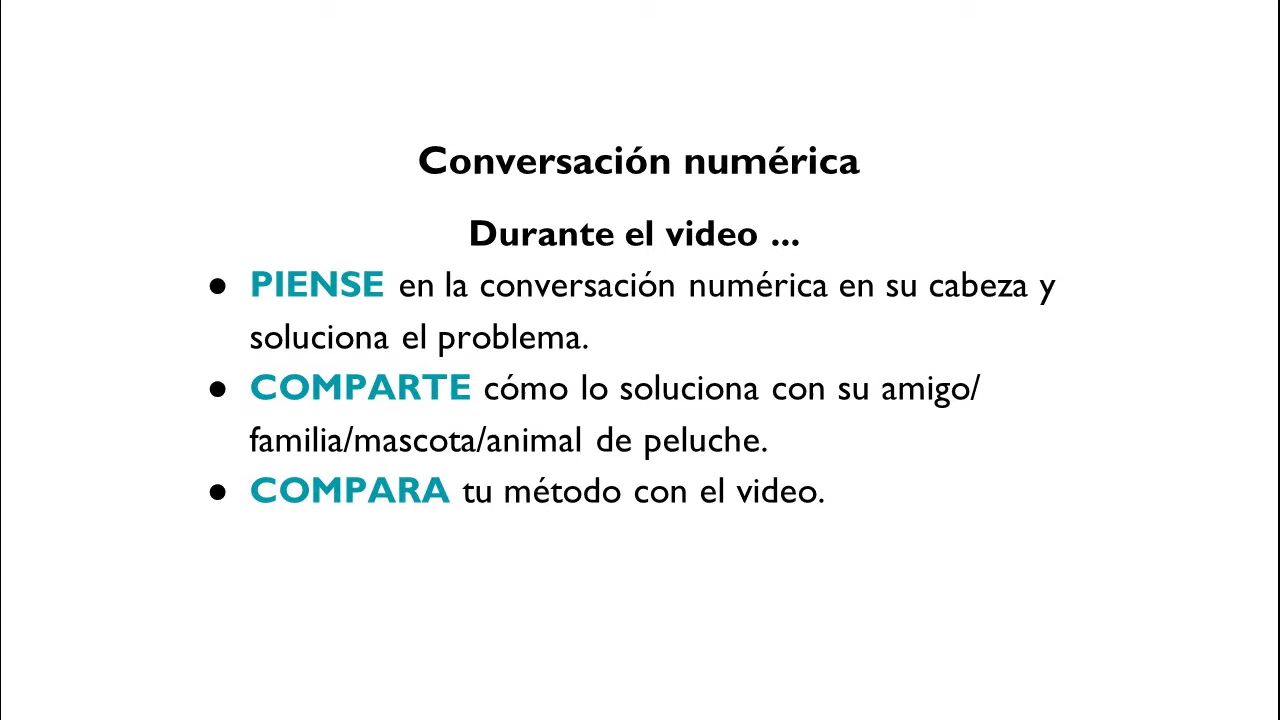 Conversación numérica
Durante el video ...
● PIENSE en la conversación numérica en su cabeza y
soluciona el problema.
● COMPARTE cómo lo soluciona con su amigo/
familia/mascota/animal de peluche.
● COMPARA tu método con el video.